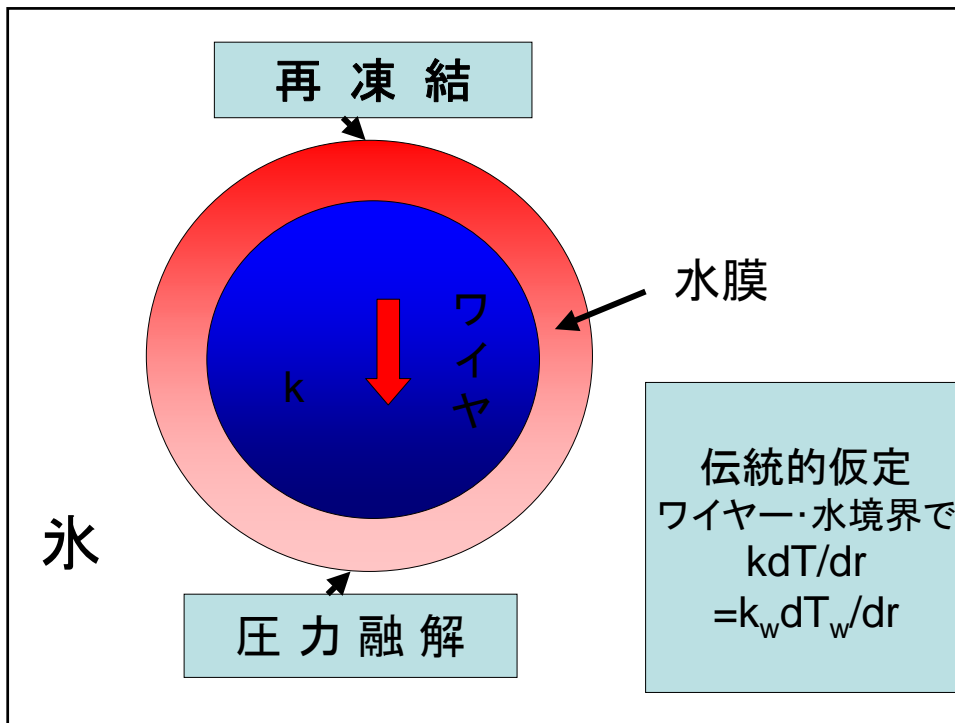 再 凍 結
水膜
ワイヤ
k
氷
圧 力 融 解
伝統的仮定
ワイヤー・水境界で
kdT/dr
=kwdTw/dr